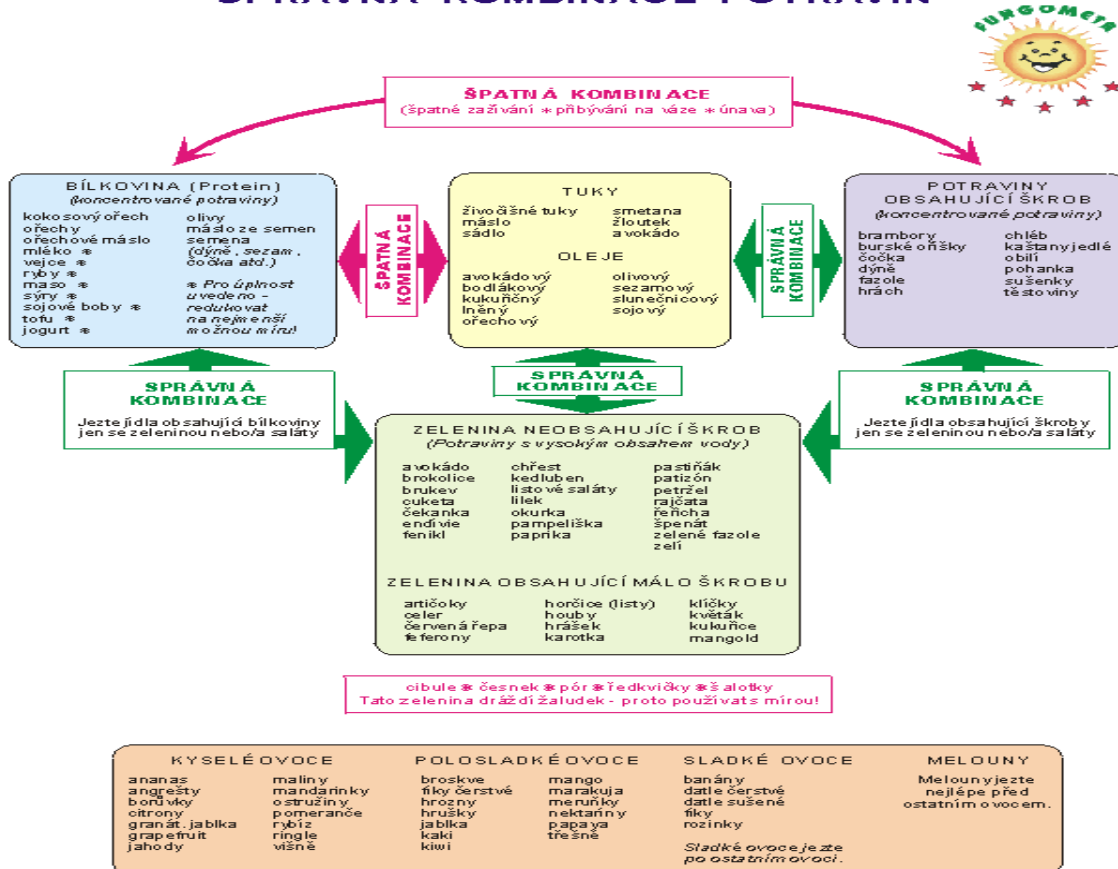 SPRÁVNÁ KOMBINACE POTRAVIN
FUNGOMETA
ŠPATNÁ KOMBINACE
(špatné zažívání * přibývání na váze * únava)
BÍLKOVINA (Protein)
(koncentrované potraviny)
kokosový ořech
ořechy
ořechové máslo
mléko *
vejce *
ryby *
maso *
sýry *
sojové boby *
tofu *
jogurt *
olivy
máslo ze semen
semena
(dýně, sezam,
čočka atd.)
* Pro úplnost
uvedeno -
redukovat
na nejmenší
možnou míru!
ŠPATNÁ
KOMBINACE
TUKY
živočišné tuky
máslo
sádlo
smetana
žloutek
avokádo
OLEJE
avokádový
bodlákový
kukuřičný
lněný
ořechový
olivový
sezamový
slunečnicový
sojový
SPRÁVNÁ
KOMBINACE
POTRAVINY
OBSAHUJÍCÍ ŠKROB
(koncentrované potraviny)
brambory
burské oříšky
čočka
dýně
fazole
hrách
chléb
kaštany jedlé
obilí
pohanka
sušenky
těstoviny
SPRÁVNÁ
KOMBINACE
Jezte jídla obsahující bílkoviny
jen se zeleninou nebo/a saláty
SPRÁVNÁ
KOMBINACE
SPRÁVNÁ
KOMBINACE
Jezte jídla obsahující škroby
jen se zeleninou nebo/a saláty
ZELENINA NEOBSAHUJÍCÍ ŠKROB
(Potraviny s vysokým obsahem vody)
avokádo
brokolice
brukev
cuketa
čekanka
endivie
fenikl
chřest
kedluben
listové saláty
lilek
okurka
pampeliška
paprika
pastiňák
patizón
petržel
rajčata
řeřicha
špenát
zelené fazole
zelí
ZELENINA OBSAHUJÍCÍ MÁLO ŠKROBU
artičoky
celer
červená řepa
feferony
horčice (listy)
houby
hrášek
karotka
klíčky
květák
kukuřice
mangold
cibule * česnek * pór * ředkvičky * šalotky
Tato zelenina dráždí žaludek - proto používat s mírou!
KYSELÉ OVOCE
ananas
angrešty
borůvky
citrony
granát. jablka
grapefruit
jahody
maliny
mandarinky
ostružiny
pomeranče
rybíz
ringle
višně
POLOSLADKÉ OVOCE
broskve
fíky čerstvé
hrozny
hrušky
jablka
kaki
kiwi
mango
marakuja
meruňky
nektariny
papaya
třešně
SLADKÉ OVOCE
banány
datle čerstvé
datle sušené
fíky
rozinky
Sladké ovoce jezte
po ostatním ovoci.
MELOUNY
Melouny jezte
nejlépe před
ostatním ovocem.